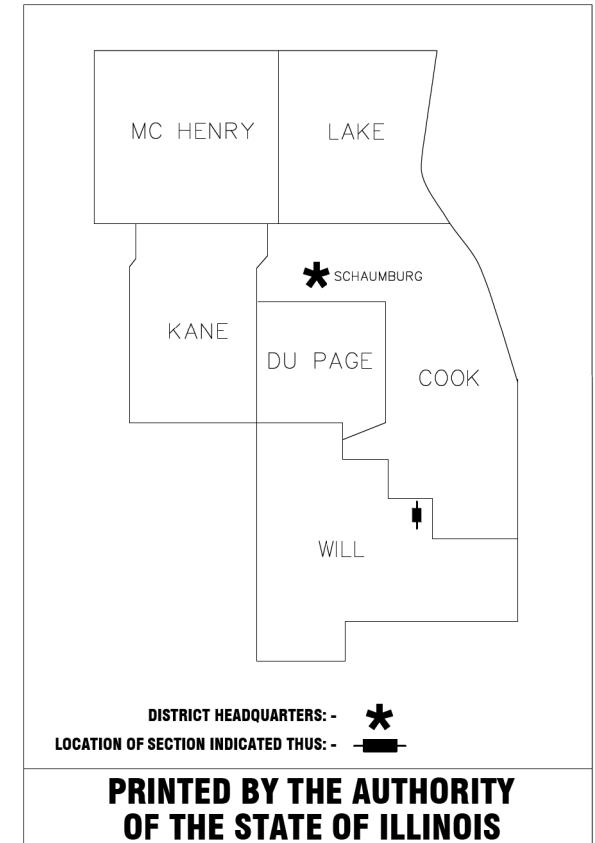 MC HENRY
LAKE
SCHAUMBURG
KANE
DU PAGE
COOK
WILL
DISTRICT HEADQUARTERS: -
LOCATION OF SECTION INDICATED THUS: -
PRINTED BY THE AUTHORITY
OF THE STATE OF ILLINOIS